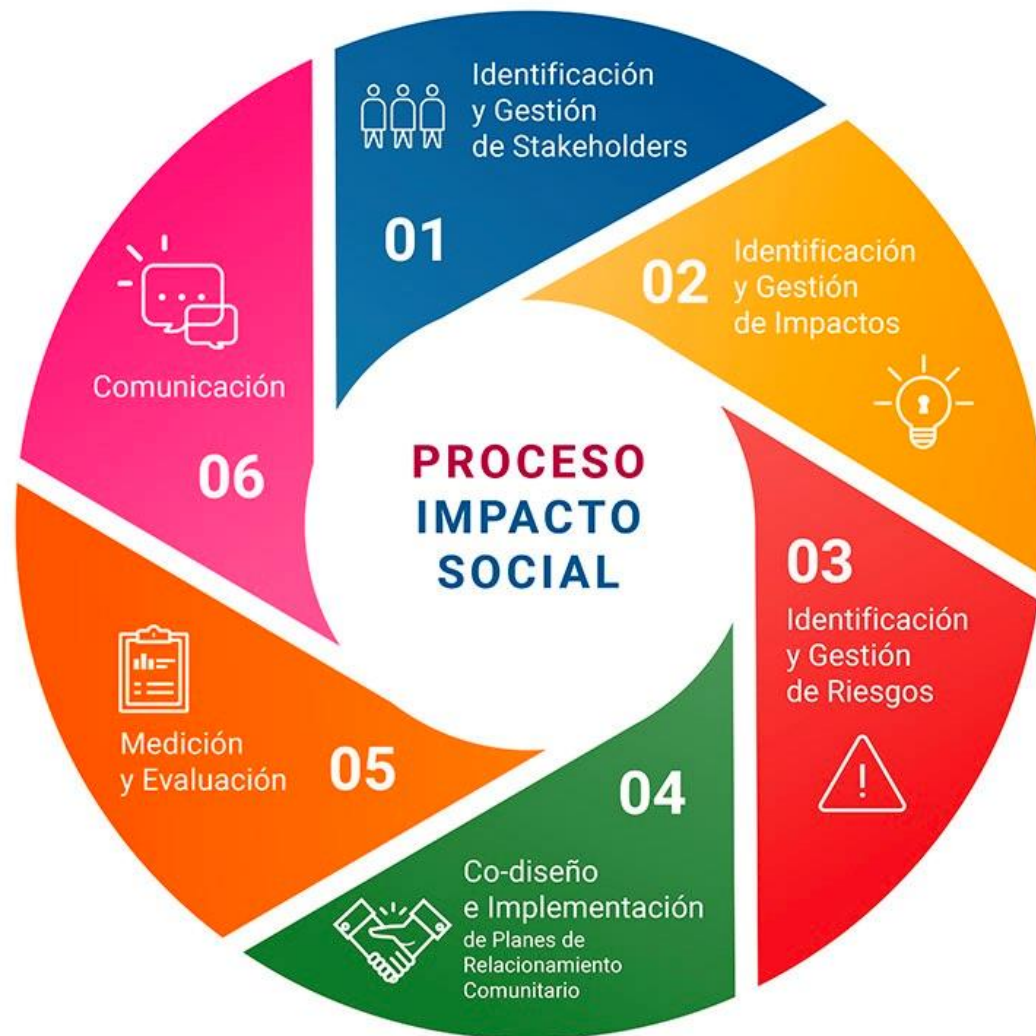 PROCESO
IMPACTO
SOCIAL
01
Identificación
y Gestión
de Stakeholders
02
Identificación
y Gestión
de Impactos
03
Identificación
y Gestión
de Riesgos
04
Co-diseño
e Implementación
de Planes de
Relacionamiento
Comunitario
05
Medición
y Evaluación
06
Comunicación